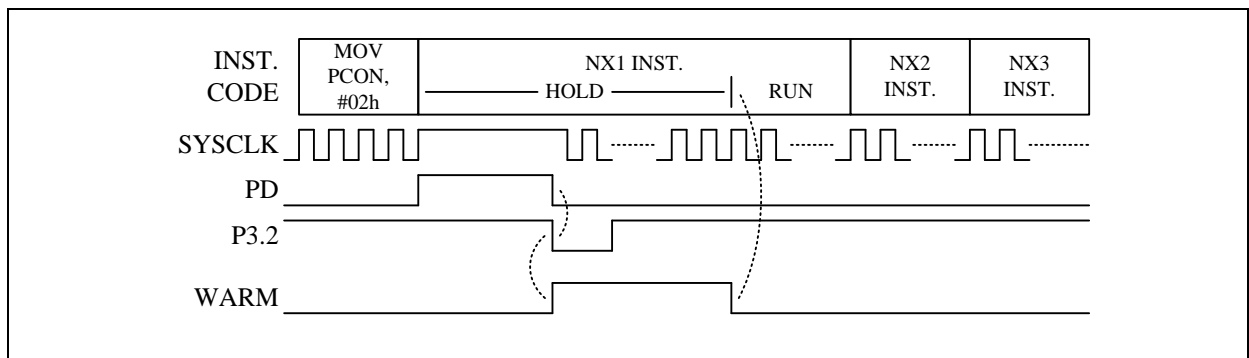 INST.
CODE
MOV
PCON,
#02h
NX1 INST.
HOLD
RUN
NX2
INST.
NX3
INST.
SYSCLK
PD
P3.2
WARM